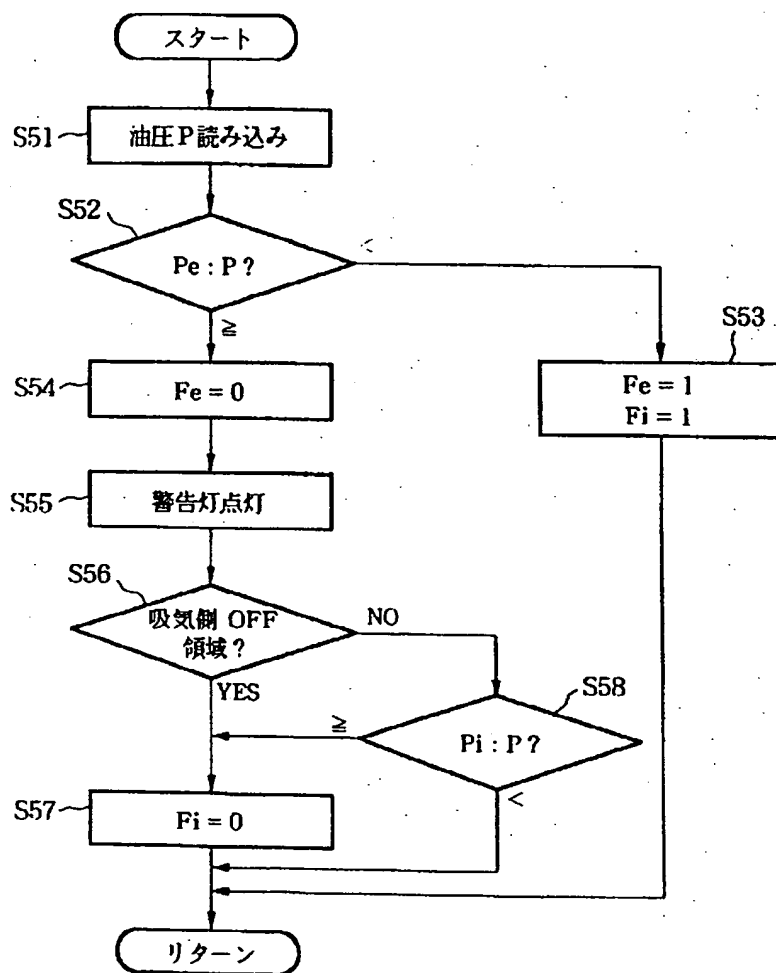 スタート
S51
油圧P読み込み
S52
Pe : P ?
<
≧
S53
Fe = 1
Fi = 1
S54
Fe = 0
S55
警告灯点灯
S56
吸気側 OFF
領域 ?
NO
YES
S58
Pi : P ?
≧
<
S57
Fi = 0
リターン